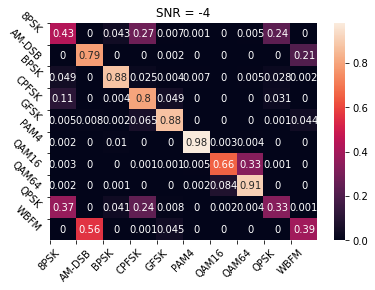 SNR = -4
8PSK 0.43 0 0.043 0.27 0.007 0.001 0 0.005 0.24 0
AM-DSB 0 0.79 0 0 0 0 0 0 0 0.21
BPSK 0.049 0 0.88 0.025 0.004 0.007 0 0.005 0.028 0.002
CPFSK 0.11 0 0.004 0.8 0.049 0 0 0 0.031 0
GFSK 0.005 0.008 0.002 0.065 0.88 0 0 0 0.001 0.044
PAM4 0.002 0 0.01 0 0 0.98 0.003 0.004 0 0
QAM16 0.003 0 0 0.001 0.001 0.005 0.66 0.33 0.001 0
QAM64 0.002 0 0.001 0 0 0.002 0.084 0.91 0 0
QPSK 0.37 0 0.041 0.24 0.008 0 0.002 0.004 0.33 0.001
WBFM 0 0.56 0 0.001 0.045 0 0 0 0 0.39
8PSK AM-DSB BPSK CPFSK GFSK PAM4 QAM16 QAM64 QPSK WBFM
0.8
0.6
0.4
0.2
0.0